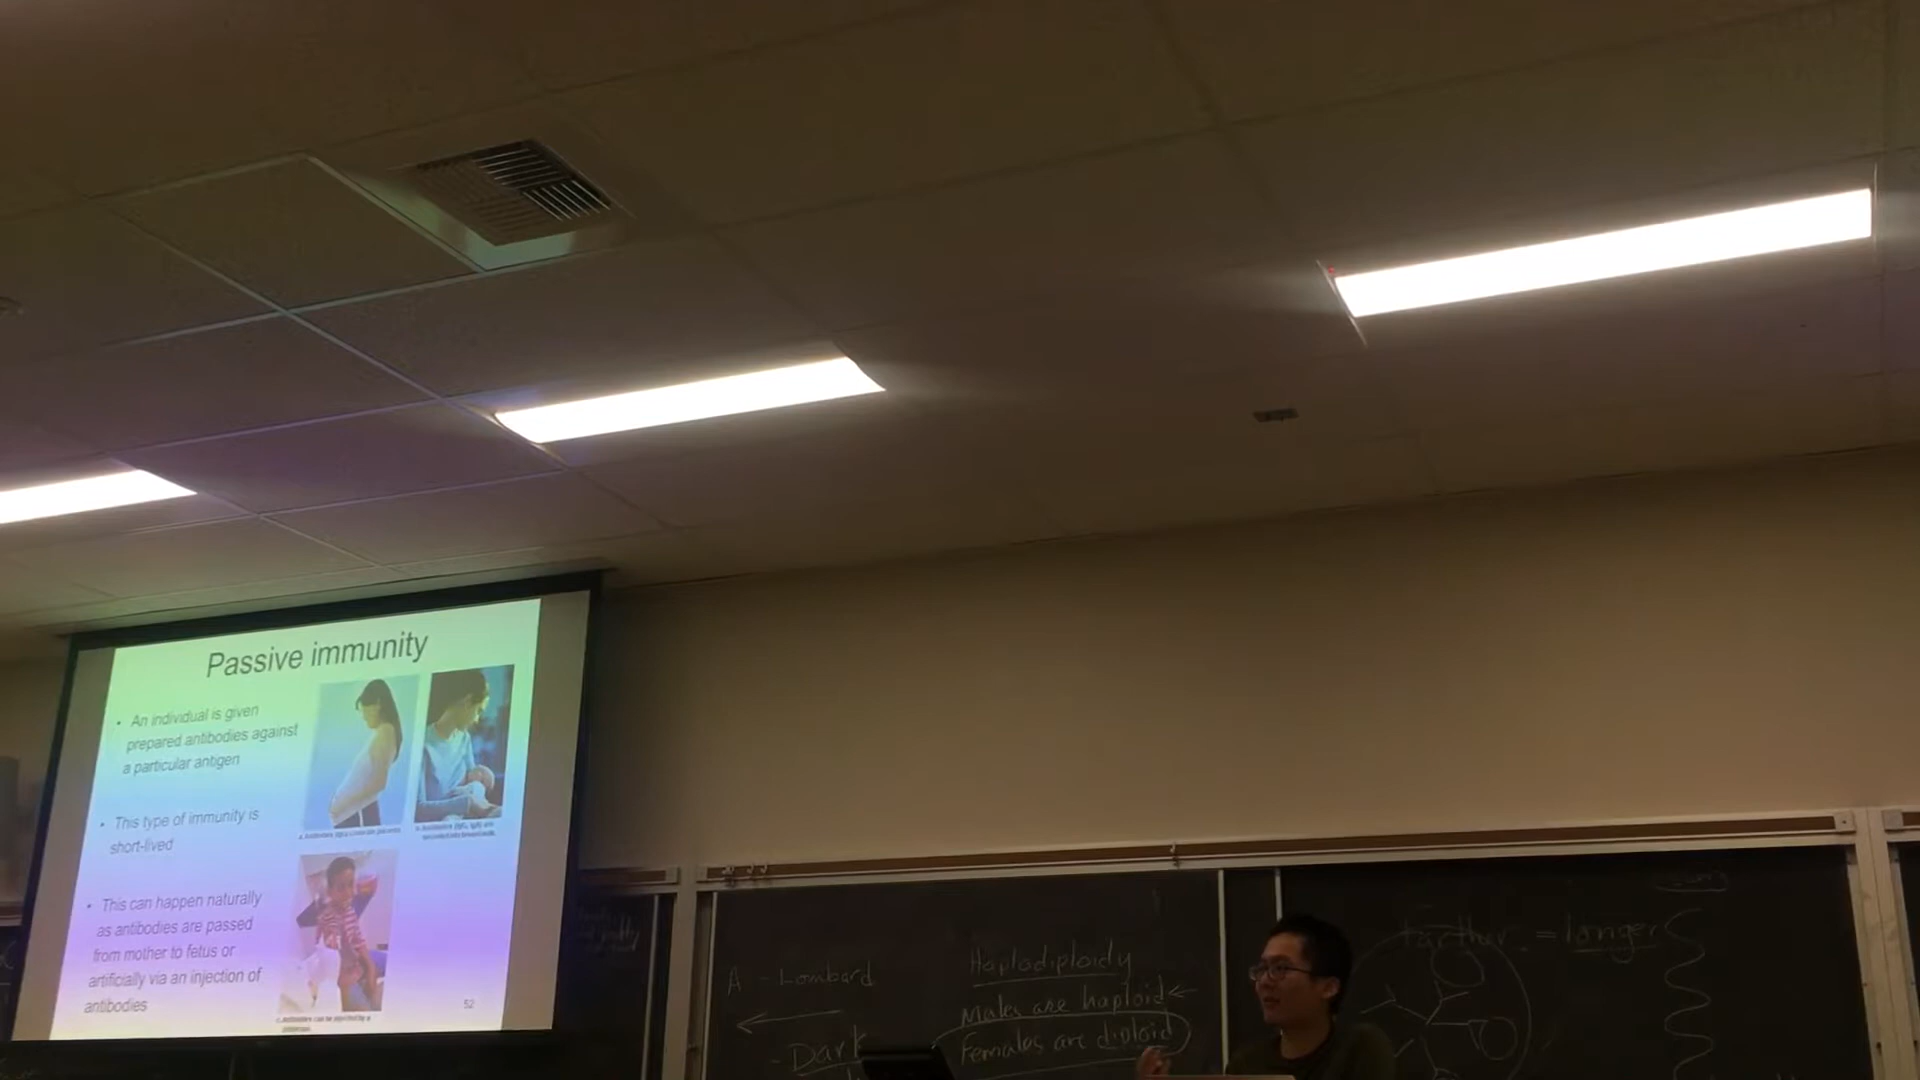 Passive immunity
• An individual is given
prepared antibodies against
a particular antigen
• This type of immunity is
short-lived
• This can happen naturally
as antibodies are passed
from mother to fetus or
artificially via an injection of
antibodies
52
A - Lombard
- Dark
Haplodiploidy
Males are haploid
Females are diploid
farther = longer